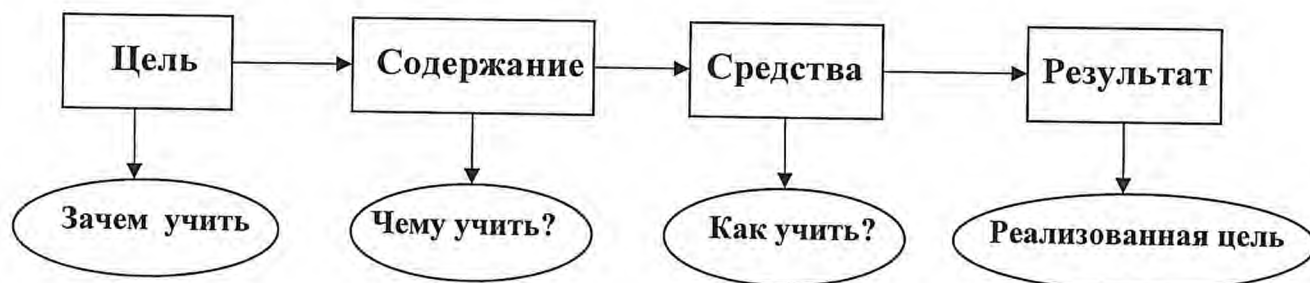 Цель
Содержание
Средства
Результат
Зачем учить
Чему учить?
Как учить?
Реализованная цель